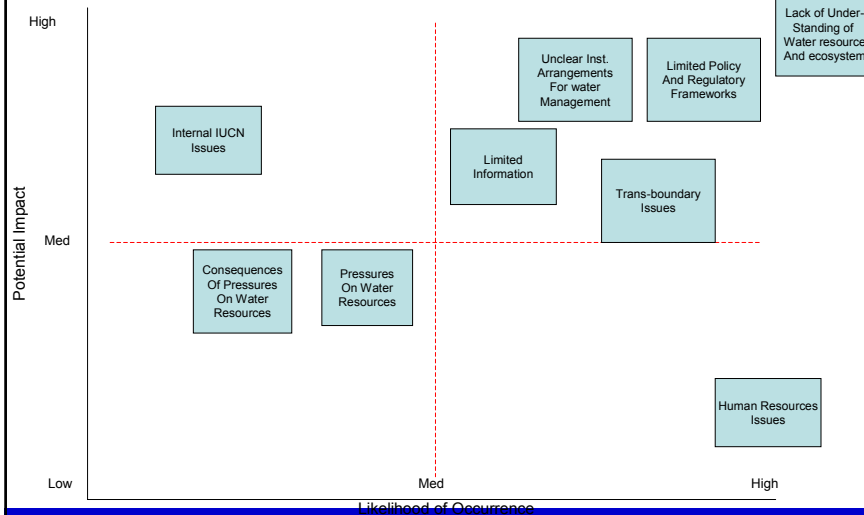 High
Lack of Under-
Standing of
Water resource
And ecosystem
Unclear Inst.
Arrangements
For water
Management
Limited Policy
And Regulatory
Frameworks
Internal IUCN
Issues
Limited
Information
Trans-boundary
Issues
Potential Impact
Med
Consequences
Of Pressures
On Water
Resources
Pressures
On Water
Resources
Human Resources
Issues
Low
Med
High
Likelihood of Occurrence